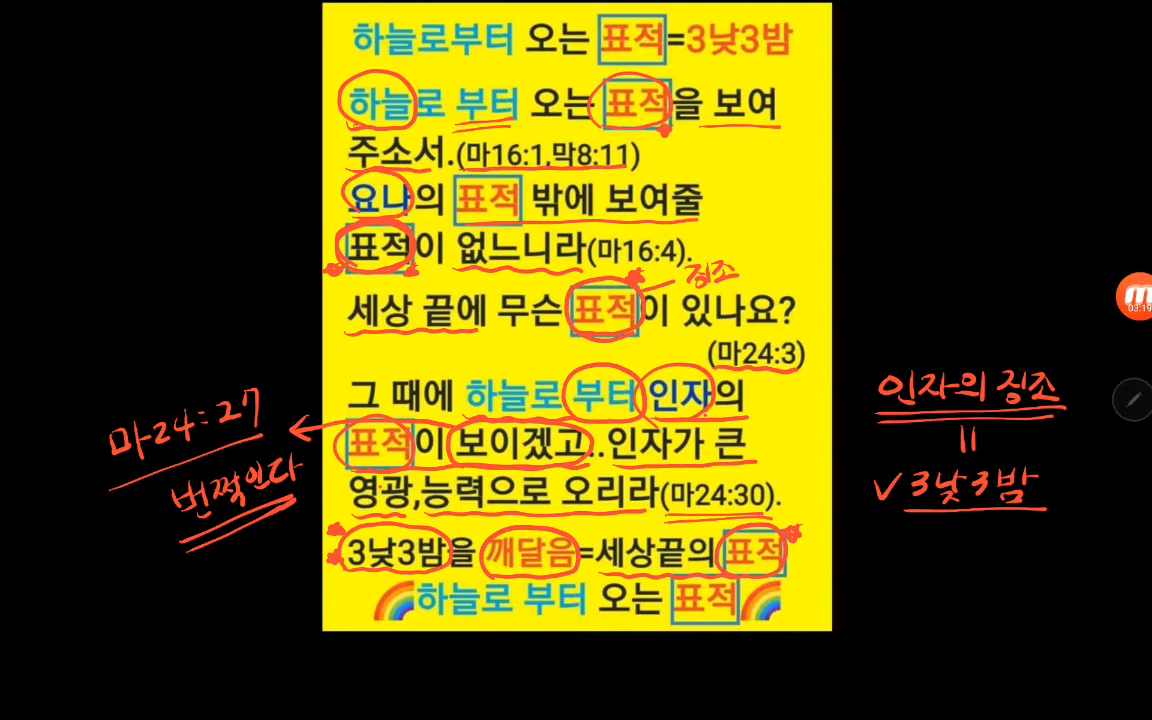 하늘로부터 오는 표적=3낮3밤
하늘로 부터 오는 표적을 보여
주소서.(마16:1,막8:11)
요나의 표적 밖에 보여줄
표적이 없느니라(마16:4).
징조
세상 끝에 무슨 표적이 있나요?
(마24:3)
그 때에 하늘로 부터 인자의
표적이 보이겠고..인자가 큰
영광,능력으로 오리라(마24:30).
3낮3밤을 깨달음=세상끝의 표적
하늘로 부터 오는 표적
마24:27
번쩍인다
인자의 징조
=
✓3낮3밤
03:19